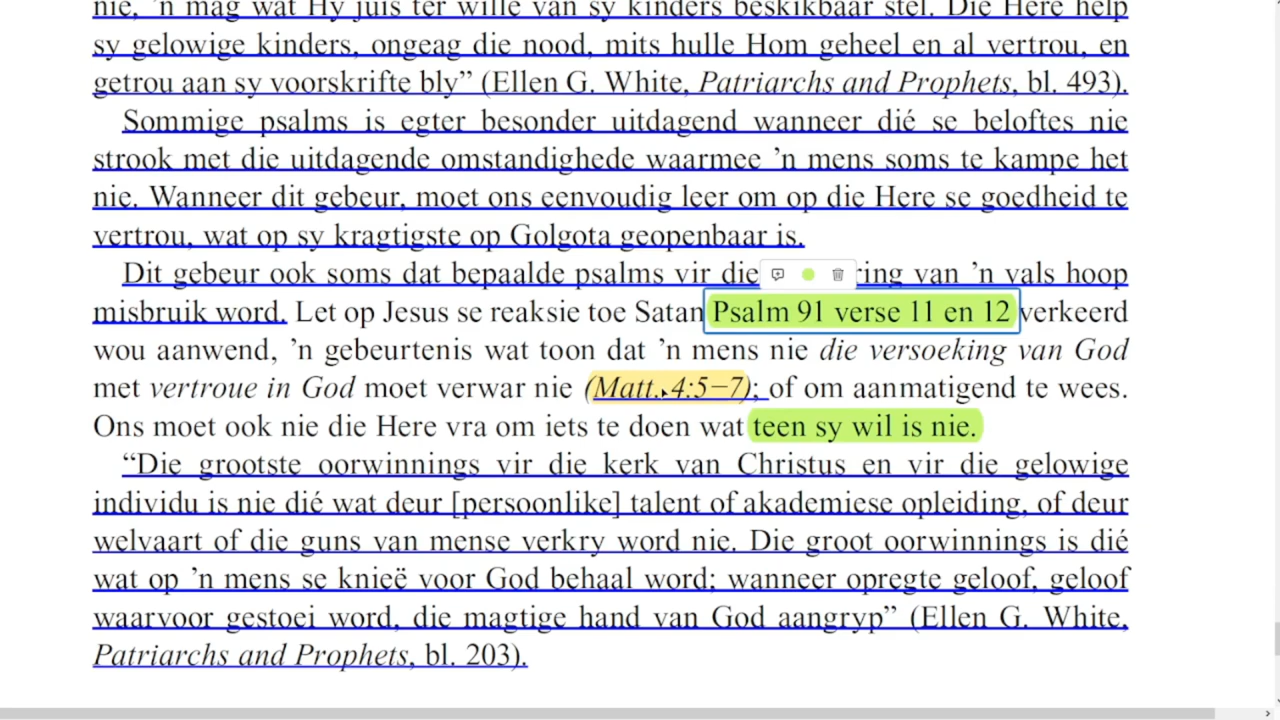 nie, ’n mag wat Hy juis ter wille van sy kinders beskikbaar stel. Die Here help
sy gelowige kinders, ongeag die nood, mits hulle Hom geheel en al vertrou, en
getrou aan sy voorskrifte bly” (Ellen G. White, Patriarchs and Prophets, bl. 493).
Sommige psalms is egter besonder uitdagend wanneer dié se beloftes nie
strook met die uitdagende omstandighede waarmee ’n mens soms te kampe het
nie. Wanneer dit gebeur, moet ons eenvoudig leer om op die Here se goedheid te
vertrou, wat op sy kragtigste op Golgota geopenbaar is.
Dit gebeur ook soms dat bepaalde psalms vir die ring van ’n vals hoop
misbruik word. Let op Jesus se reaksie toe Satan Psalm 91 verse 11 en 12 verkeerd
wou aanwend, ’n gebeurtenis wat toon dat ’n mens nie die versoeking van God
met vertroue in God moet verwar nie (Matt. 4:5–7); of om aanmatigend te wees.
Ons moet ook nie die Here vra om iets te doen wat teen sy wil is nie.
“Die grootste oorwinnings vir die kerk van Christus en vir die gelowige
individu is nie dié wat deur [persoonlike] talent of akademiese opleiding, of deur
welvaart of die guns van mense verkry word nie. Die groot oorwinnings is dié
wat op ’n mens se knieë voor God behaal word; wanneer opregte geloof, geloof
waarvoor gestoei word, die magtige hand van God aangryp” (Ellen G. White,
Patriarchs and Prophets, bl. 203).